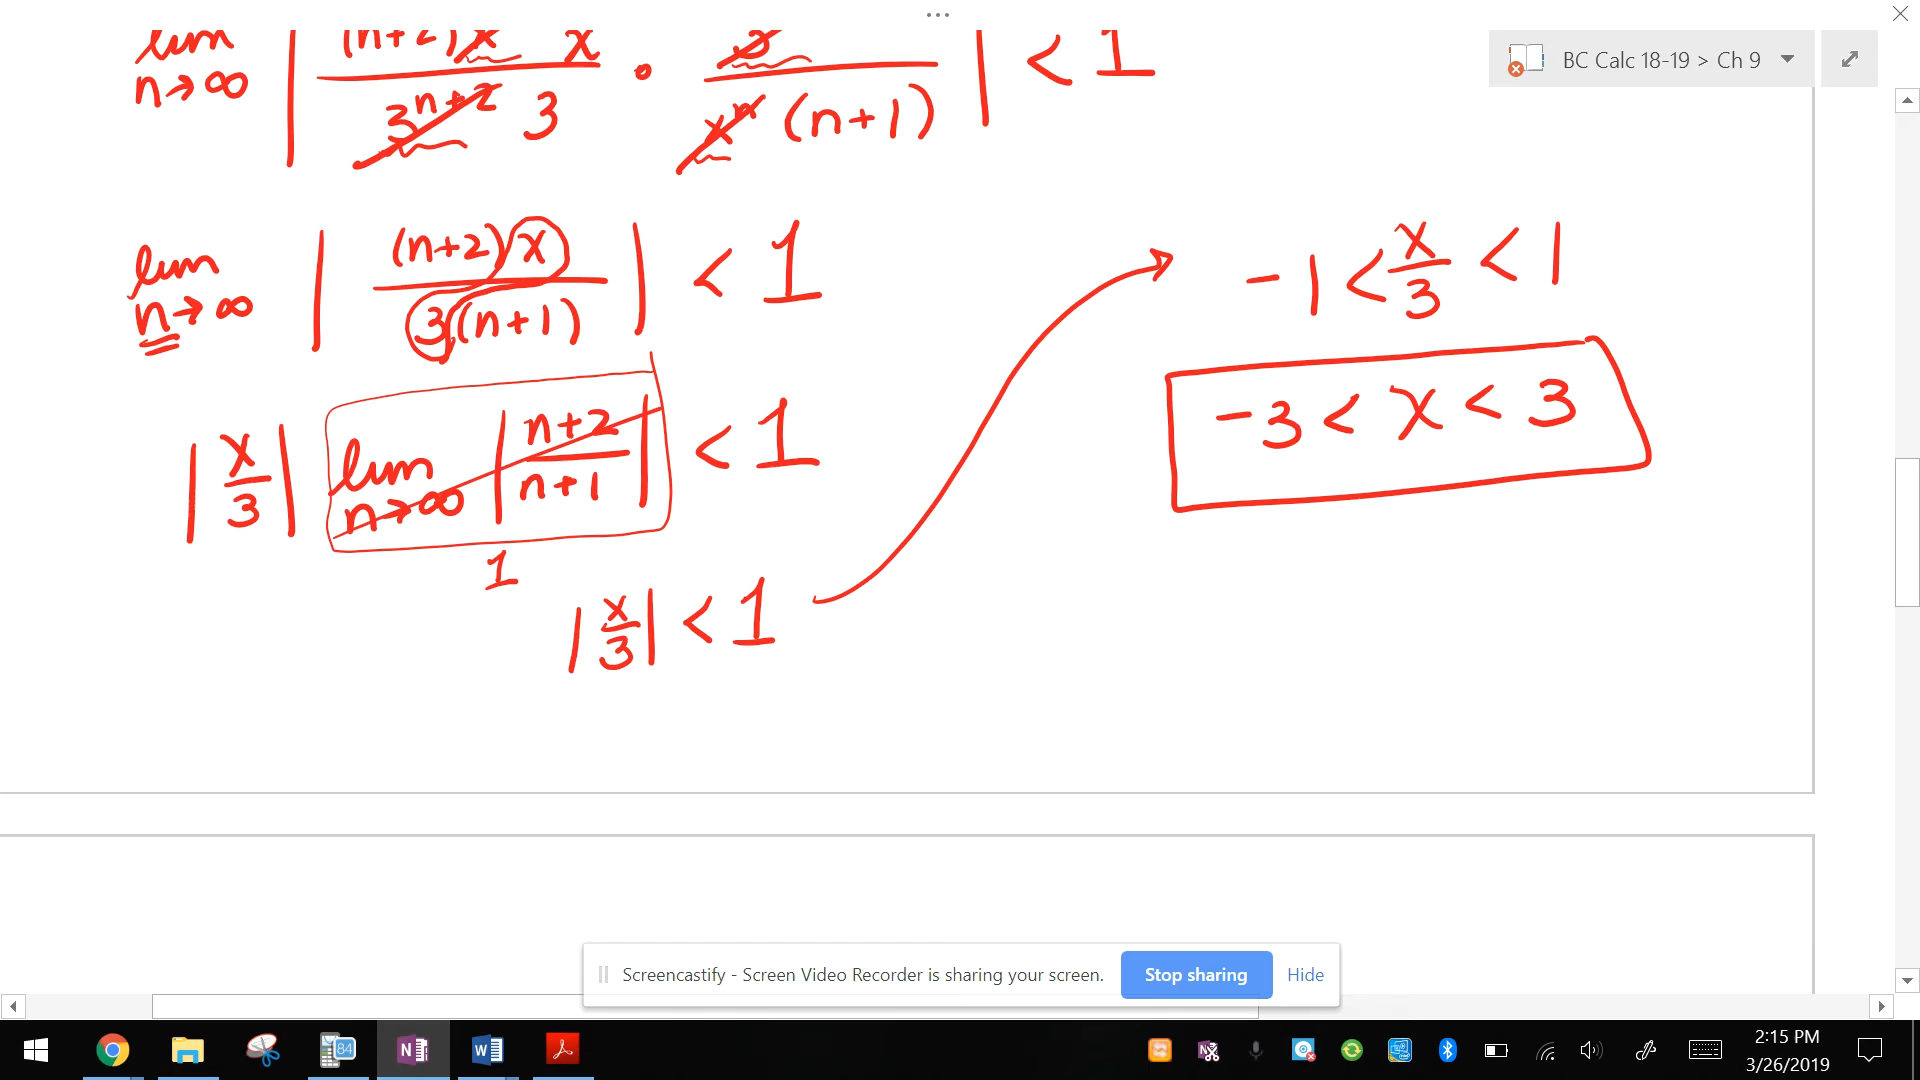 ...
BC Calc 18-19 > Ch 9
lim n→∞ | (n+2) x x / 3^(n+2) 3 · / x^n (n+1) | < 1
lim n→∞ | (n+2) x / 3 (n+1) | < 1
-1 < x/3 < 1
-3 < x < 3
|x/3| lim n→∞ | n+2 / n+1 | < 1
1
|x/3| < 1
Screencastify - Screen Video Recorder is sharing your screen. Stop sharing Hide
84
N
W
2:15 PM
3/26/2019